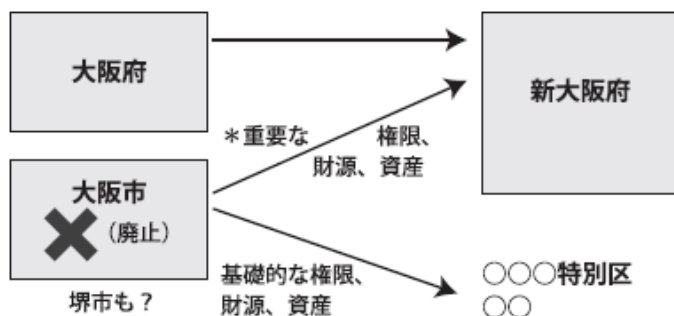 大阪府
新大阪府
*重要な 権限、
財源、資産
大阪市
(廃止)
基礎的な権限、
財源、資産
堺市も?
○○○特別区
○○